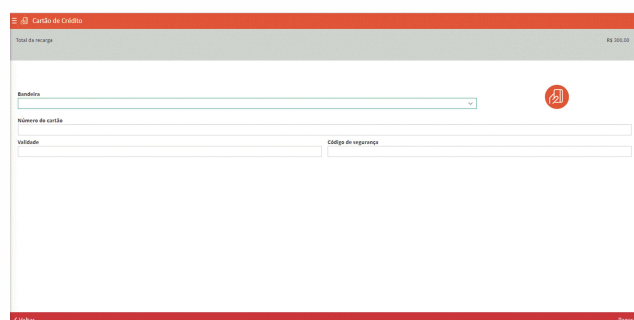 Cartão de Crédito
Total da recarga R$ 300,00
Bandeira
Número do cartão
Validade Código de segurança
Voltar